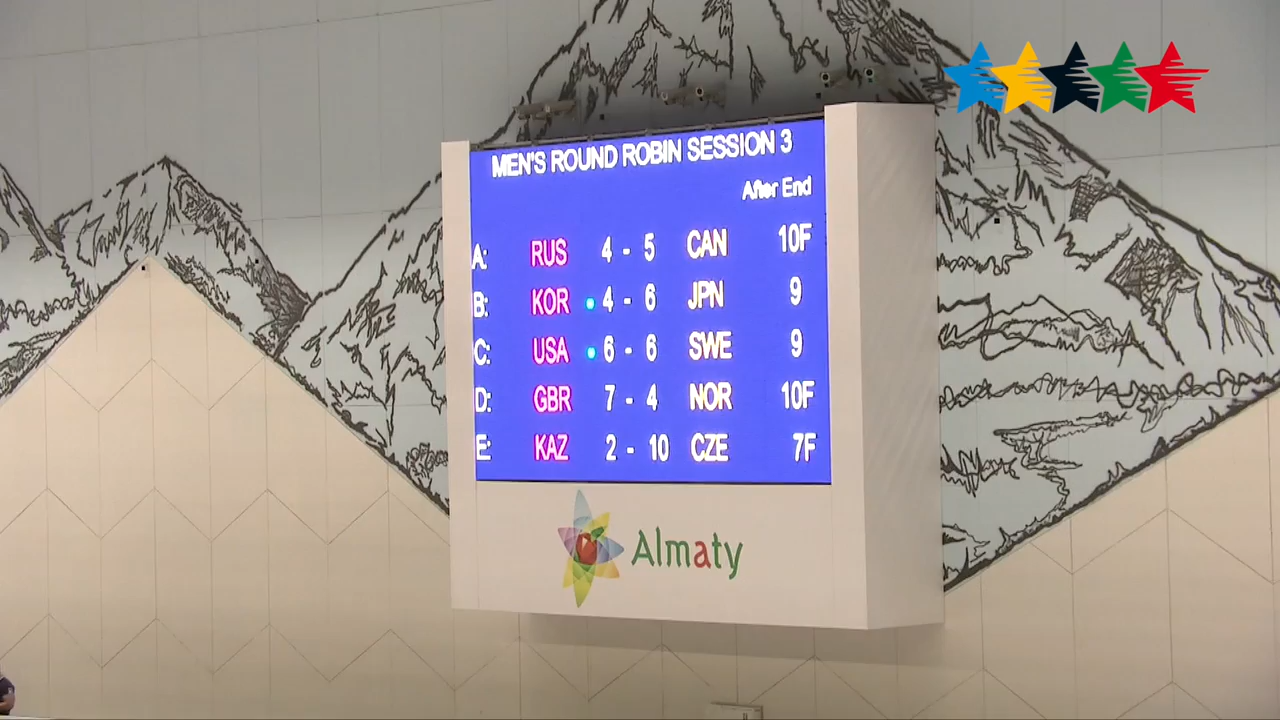 MEN'S ROUND ROBIN SESSION 3
After End
A: RUS 4 - 5 CAN 10F
B: KOR 4 - 6 JPN 9
C: USA 6 - 6 SWE 9
D: GBR 7 - 4 NOR 10F
E: KAZ 2 - 10 CZE 7F
Almaty